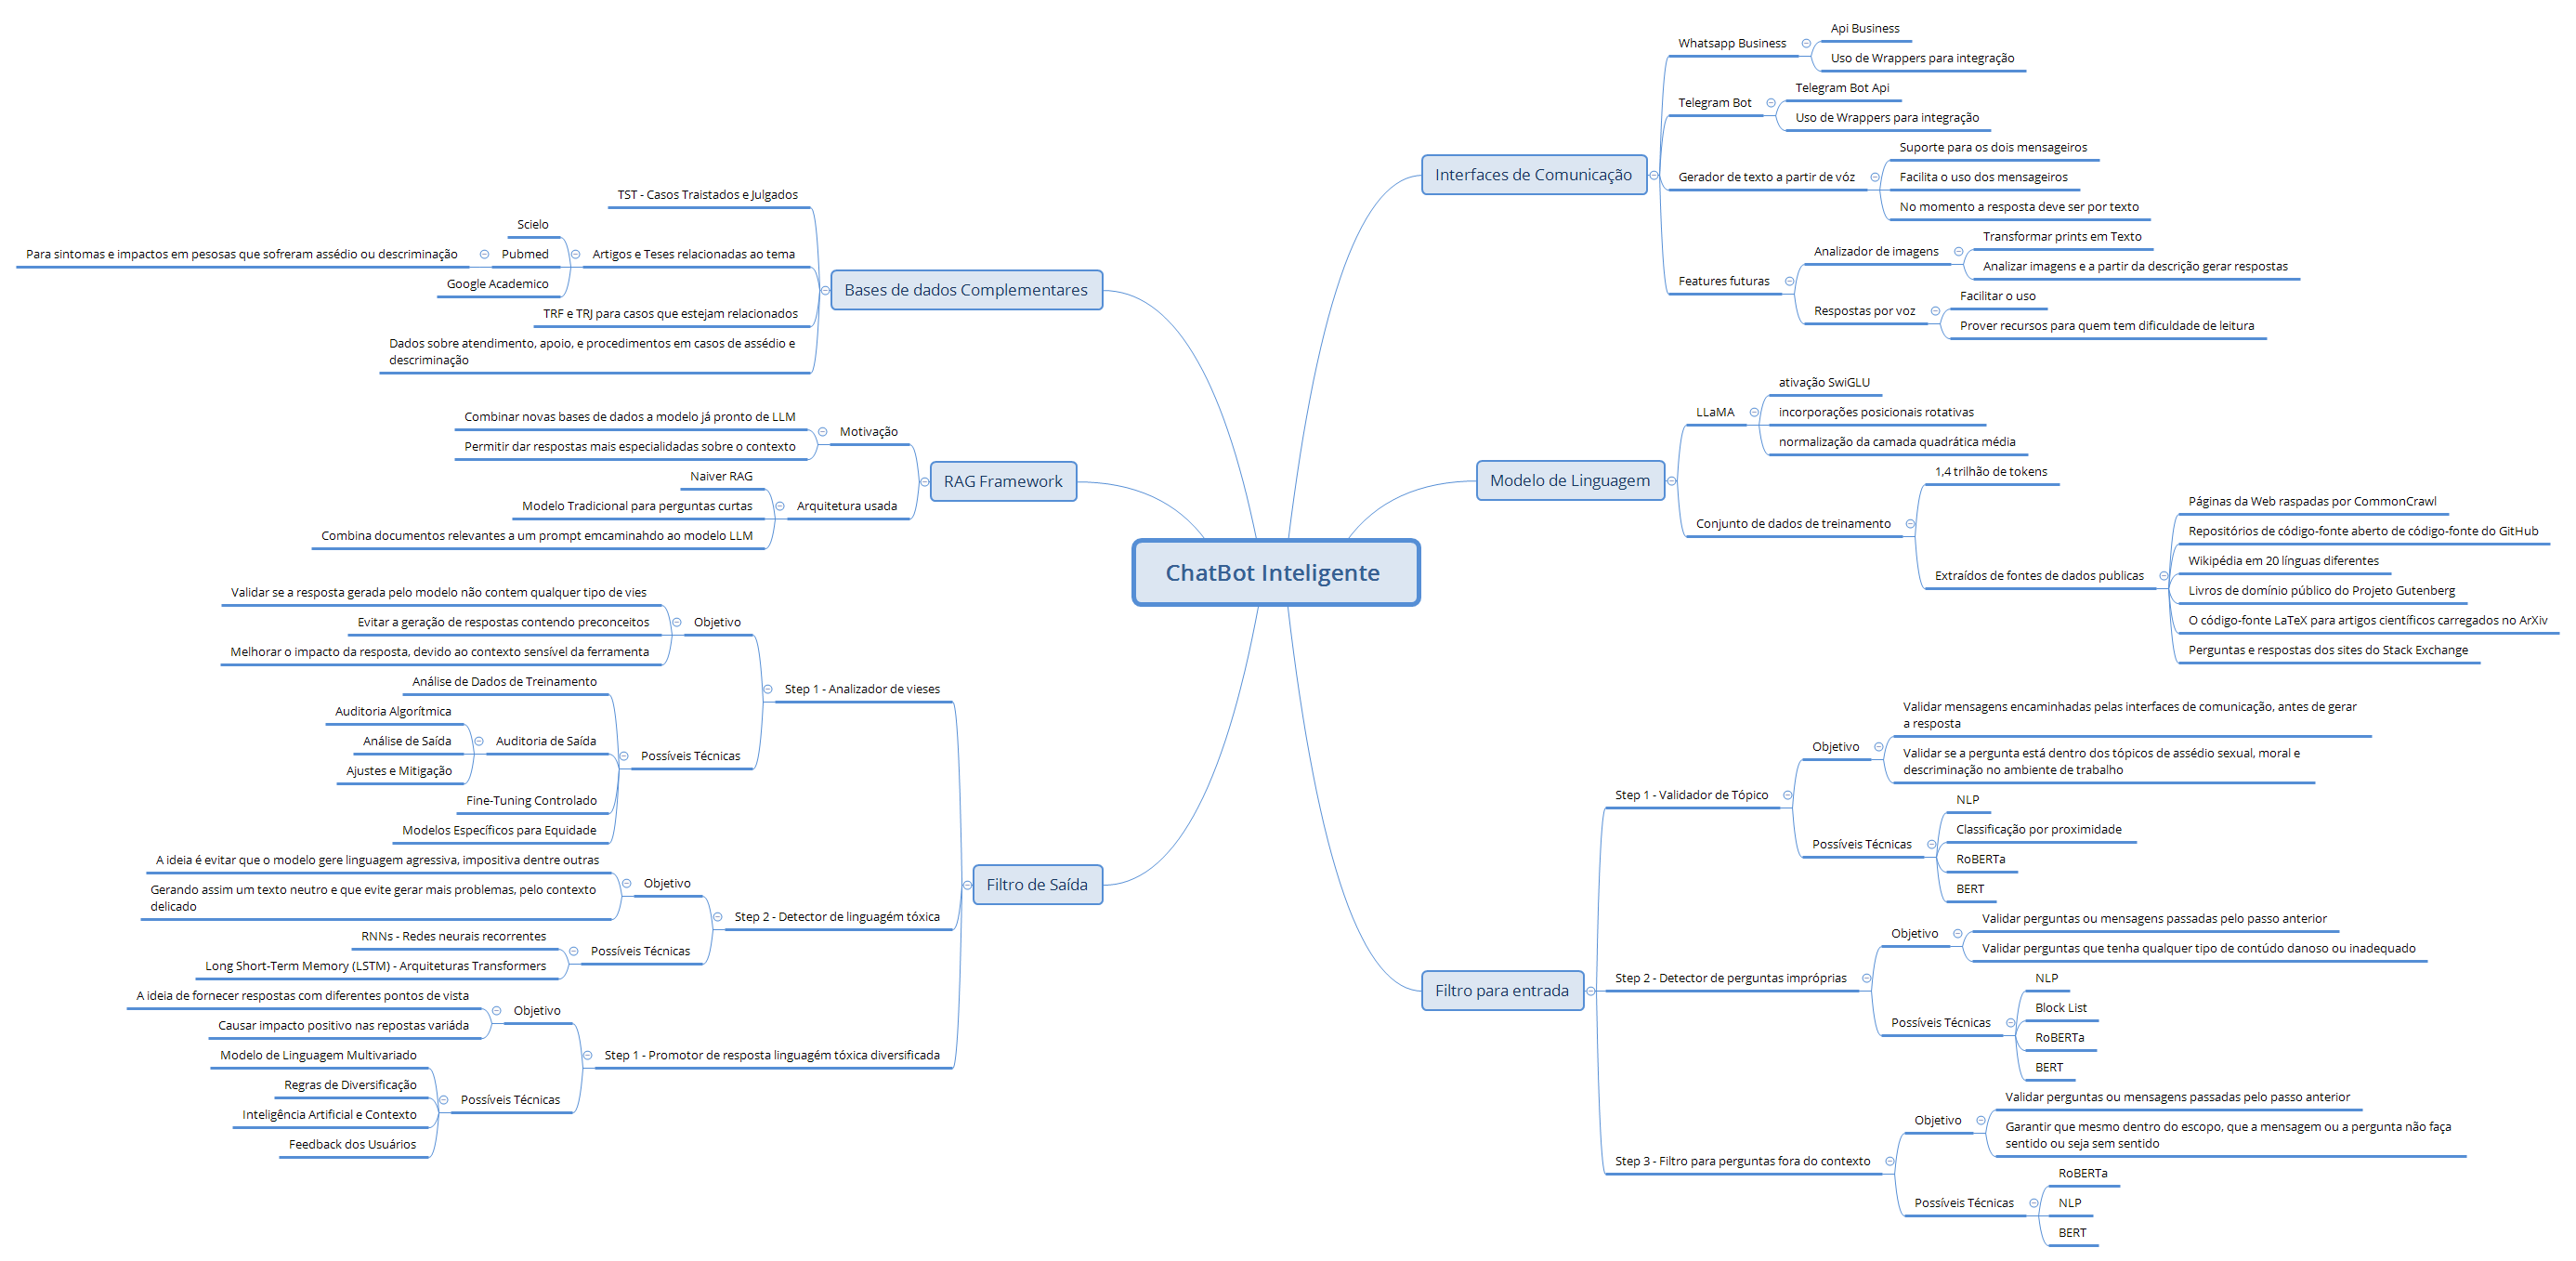 ChatBot Inteligente
Interfaces de Comunicação
Whatsapp Business
Api Business
Uso de Wrappers para integração
Telegram Bot
Telegram Bot Api
Uso de Wrappers para integração
Gerador de texto a partir de vóz
Suporte para os dois mensageiros
Facilita o uso dos mensageiros
No momento a resposta deve ser por texto
Features futuras
Analizador de imagens
Transformar prints em Texto
Analizar imagens e a partir da descrição gerar respostas
Respostas por voz
Facilitar o uso
Prover recursos para quem tem dificuldade de leitura
Modelo de Linguagem
LLaMA
ativação SwiGLU
incorporações posicionais rotativas
normalização da camada quadrática média
Conjunto de dados de treinamento
1,4 trilhão de tokens
Extraídos de fontes de dados publicas
Páginas da Web raspadas por CommonCrawl
Repositórios de código-fonte aberto de código-fonte do GitHub
Wikipédia em 20 línguas diferentes
Livros de domínio público do Projeto Gutenberg
O código-fonte LaTeX para artigos científicos carregados no ArXiv
Perguntas e respostas dos sites do Stack Exchange
Filtro para entrada
Step 1 - Validador de Tópico
Objetivo
Validar mensagens encaminhadas pelas interfaces de comunicação, antes de gerar
a resposta
Validar se a pergunta está dentro dos tópicos de assédio sexual, moral e
descriminação no ambiente de trabalho
Possíveis Técnicas
NLP
Classificação por proximidade
RoBERTa
BERT
Step 2 - Detector de perguntas impróprias
Objetivo
Validar perguntas ou mensagens passadas pelo passo anterior
Validar perguntas que tenha qualquer tipo de contúdo danoso ou inadequado
Possíveis Técnicas
NLP
Block List
RoBERTa
BERT
Step 3 - Filtro para perguntas fora do contexto
Objetivo
Validar perguntas ou mensagens passadas pelo passo anterior
Garantir que mesmo dentro do escopo, que a mensagem ou a pergunta não faça
sentido ou seja sem sentido
Possíveis Técnicas
RoBERTa
NLP
BERT
Bases de dados Complementares
TST - Casos Traistados e Julgados
Artigos e Teses relacionadas ao tema
Scielo
Pubmed
Para sintomas e impactos em pesosas que sofreram assédio ou descriminação
Google Academico
TRF e TRJ para casos que estejam relacionados
Dados sobre atendimento, apoio, e procedimentos em casos de assédio e
descriminação
RAG Framework
Motivação
Combinar novas bases de dados a modelo já pronto de LLM
Permitir dar respostas mais especialidadas sobre o contexto
Arquitetura usada
Naiver RAG
Modelo Tradicional para perguntas curtas
Combina documentos relevantes a um prompt emcaminahdo ao modelo LLM
Filtro de Saída
Step 1 - Analizador de vieses
Objetivo
Validar se a resposta gerada pelo modelo não contem qualquer tipo de vies
Evitar a geração de respostas contendo preconceitos
Melhorar o impacto da resposta, devido ao contexto sensível da ferramenta
Possíveis Técnicas
Análise de Dados de Treinamento
Auditoria de Saída
Auditoria Algorítmica
Análise de Saída
Ajustes e Mitigação
Fine-Tuning Controlado
Modelos Específicos para Equidade
Step 2 - Detector de linguagém tóxica
Objetivo
A ideia é evitar que o modelo gere linguagem agressiva, impositiva dentre outras
Gerando assim um texto neutro e que evite gerar mais problemas, pelo contexto
delicado
Possíveis Técnicas
RNNs - Redes neurais recorrentes
Long Short-Term Memory (LSTM) - Arquiteturas Transformers
Step 1 - Promotor de resposta linguagém tóxica diversificada
Objetivo
A ideia de fornecer respostas com diferentes pontos de vista
Causar impacto positivo nas repostas variáda
Possíveis Técnicas
Modelo de Linguagem Multivariado
Regras de Diversificação
Inteligência Artificial e Contexto
Feedback dos Usuários